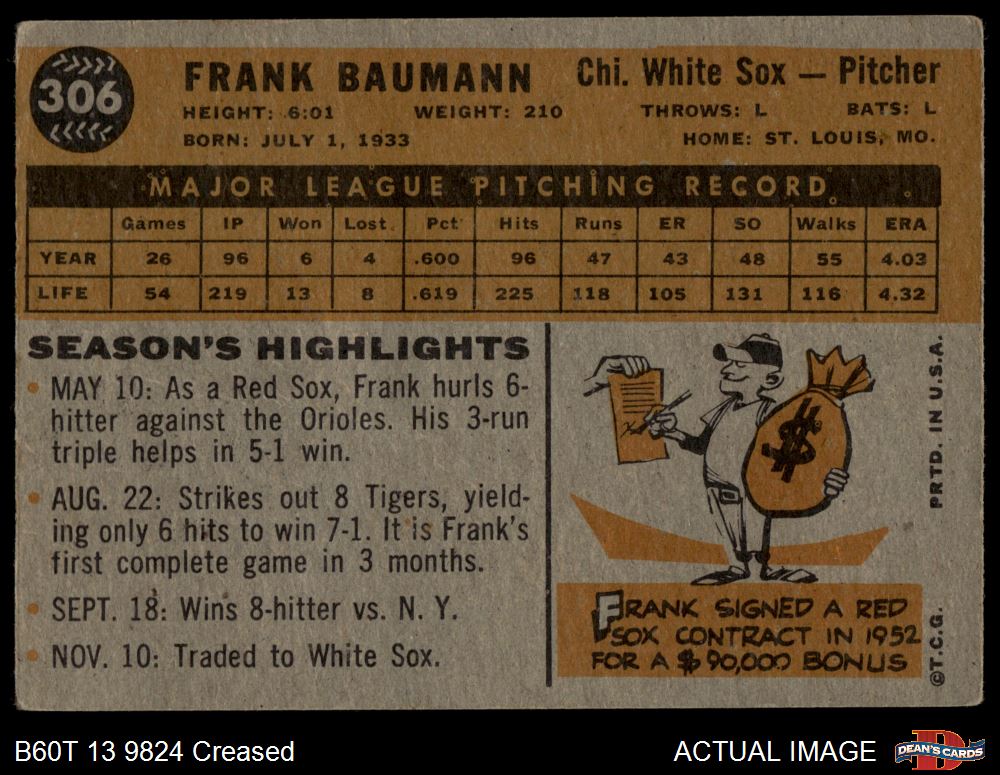 306
FRANK BAUMANN Chi. White Sox — Pitcher
HEIGHT: 6:01 WEIGHT: 210 THROWS: L BATS: L
BORN: JULY 1, 1933 HOME: ST. LOUIS, MO.
MAJOR LEAGUE PITCHING RECORD
Games IP Won Lost Pct Hits Runs ER SO Walks ERA
YEAR 26 96 6 4 .600 96 47 43 48 55 4.03
LIFE 54 219 13 8 .619 225 118 105 131 116 4.32
SEASON'S HIGHLIGHTS
• MAY 10: As a Red Sox, Frank hurls 6-
hitter against the Orioles. His 3-run
triple helps in 5-1 win.
• AUG. 22: Strikes out 8 Tigers, yield-
ing only 6 hits to win 7-1. It is Frank's
first complete game in 3 months.
• SEPT. 18: Wins 8-hitter vs. N. Y.
• NOV. 10: Traded to White Sox.
$
FRANK SIGNED A RED
SOX CONTRACT IN 1952
FOR A $90,000 BONUS
©T.C.G. PRTD. IN U.S.A.
B60T 13 9824 Creased ACTUAL IMAGE
D
DEAN'S CARDS